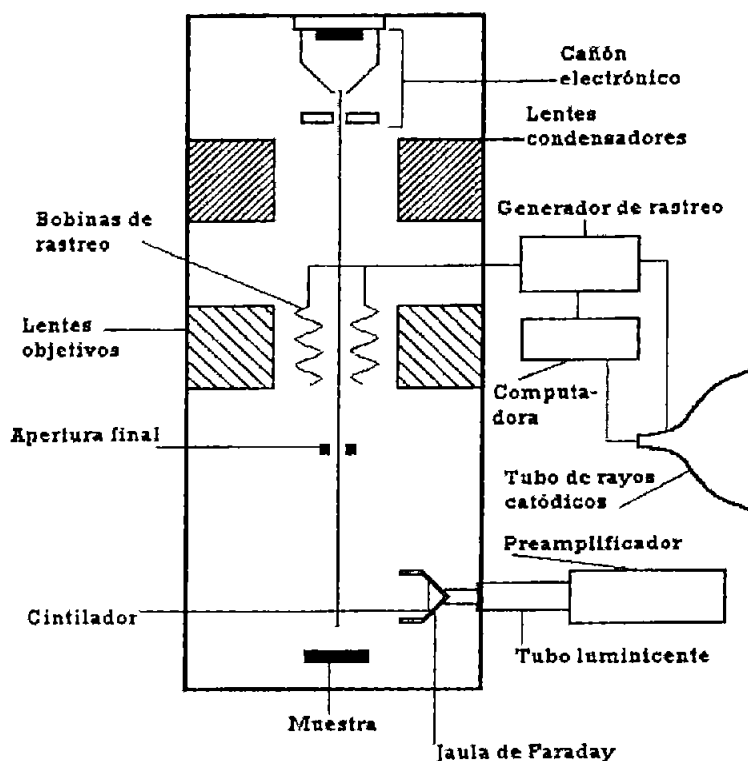 Cañón
electrónico
Lentes
condensadores
Generador de rastreo
Bobinas de
rastreo
Lentes
objetivos
Computa-
dora
Apertura final
Tubo de rayos
catódicos
Preamplificador
Cintilador
Tubo luminicente
Muestra
Jaula de Faraday